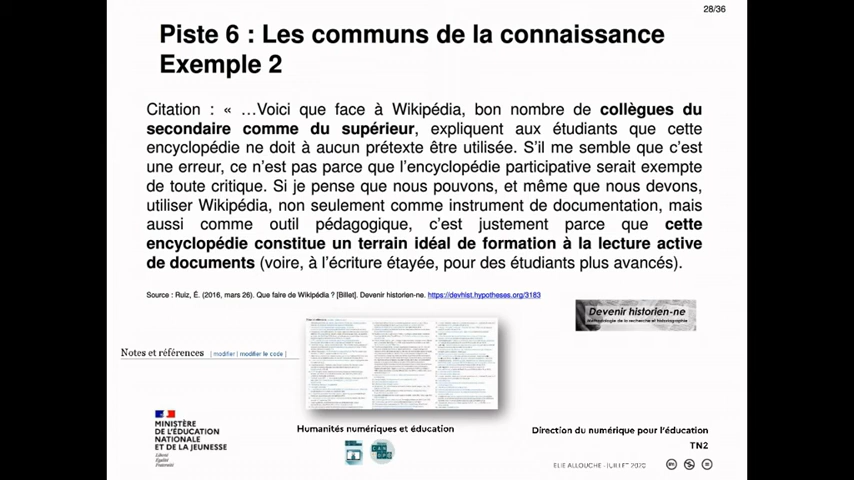 28/36
Piste 6 : Les communs de la connaissance
Exemple 2
Citation : « …Voici que face à Wikipédia, bon nombre de collègues du
secondaire comme du supérieur, expliquent aux étudiants que cette
encyclopédie ne doit à aucun prétexte être utilisée. S'il me semble que c'est
une erreur, ce n'est pas parce que l'encyclopédie participative serait exempte
de toute critique. Si je pense que nous pouvons, et même que nous devons,
utiliser Wikipédia, non seulement comme instrument de documentation, mais
aussi comme outil pédagogique, c'est justement parce que cette
encyclopédie constitue un terrain idéal de formation à la lecture active
de documents (voire, à l'écriture étayée, pour des étudiants plus avancés).
Source : Ruiz, É. (2016, mars 26). Que faire de Wikipédia ? [Billet]. Devenir historien-ne. https://devhist.hypotheses.org/3183
Devenir historien-ne
Notes et références [ modifier | modifier le code ]
MINISTÈRE
DE L'ÉDUCATION
NATIONALE
ET DE LA JEUNESSE
Liberté
Égalité
Fraternité
Humanités numériques et éducation
Direction du numérique pour l'éducation
TN2
ELIE ALLOUCHE - JUILLET 2020